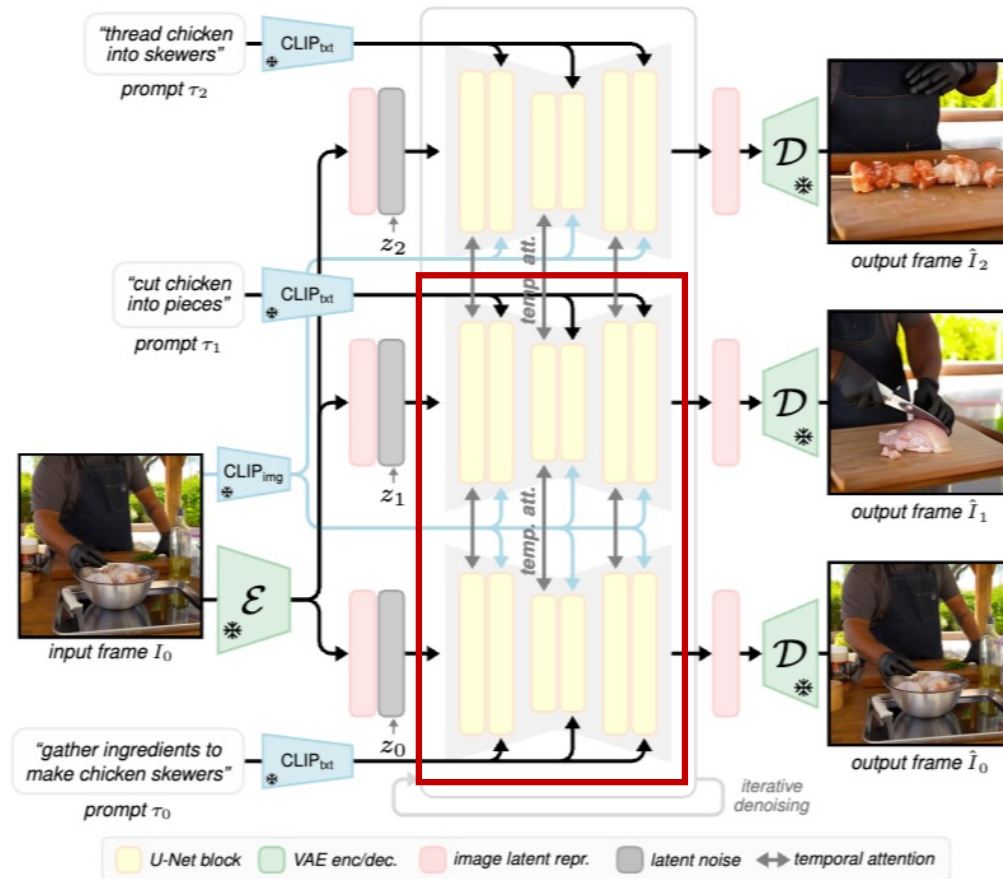 “thread chicken
into skewers”
prompt τ₂
CLIPtxt
z₂
temp. att.
output frame Î₂
“cut chicken
into pieces”
prompt τ₁
CLIPtxt
z₁
temp. att.
output frame Î₁
CLIPimg
input frame I₀
ℰ
𝒟
𝒟
𝒟
z₀
output frame Î₀
“gather ingredients to
make chicken skewers”
prompt τ₀
CLIPtxt
iterative
denoising
U-Net block
VAE enc/dec.
image latent repr.
latent noise
temporal attention